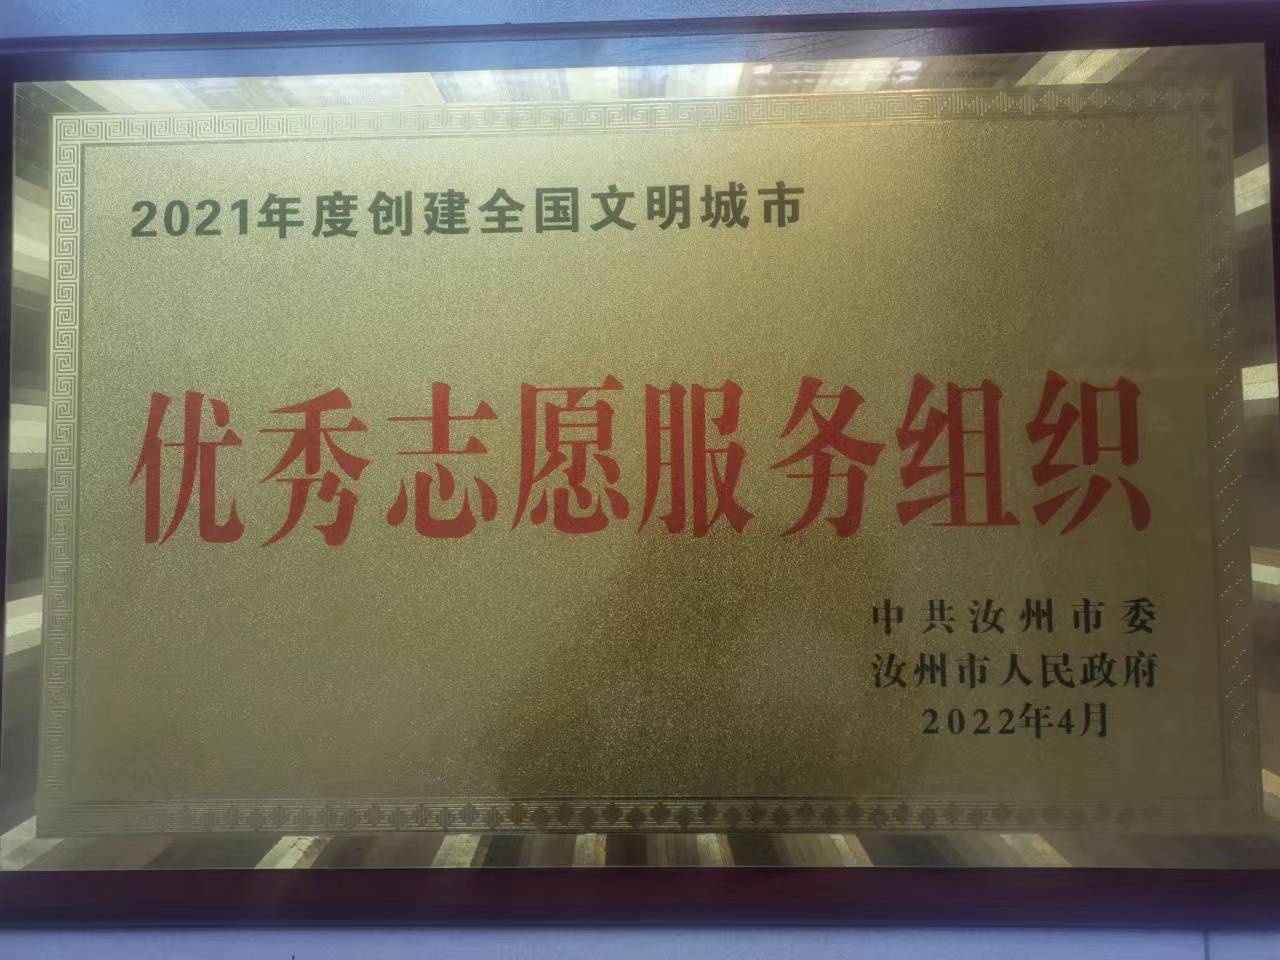 2021年度创建全国文明城市
优秀志愿服务组织
中共汝州市委
汝州市人民政府
2022年4月